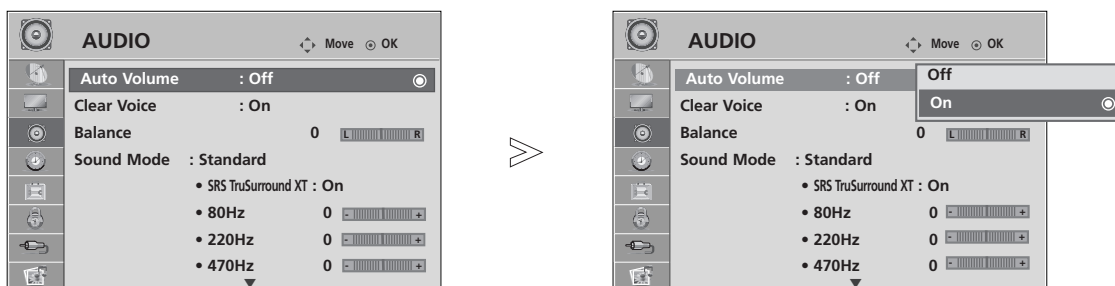 AUDIO Move OK
Auto Volume : Off
Clear Voice : On
Balance 0 L R
Sound Mode : Standard
• SRS TruSurround XT : On
• 80Hz 0 - +
• 220Hz 0 - +
• 470Hz 0 - +
AUDIO Move OK
Auto Volume : Off
Off
On
Clear Voice : On
Balance 0 L R
Sound Mode : Standard
• SRS TruSurround XT : On
• 80Hz 0 - +
• 220Hz 0 - +
• 470Hz 0 - +